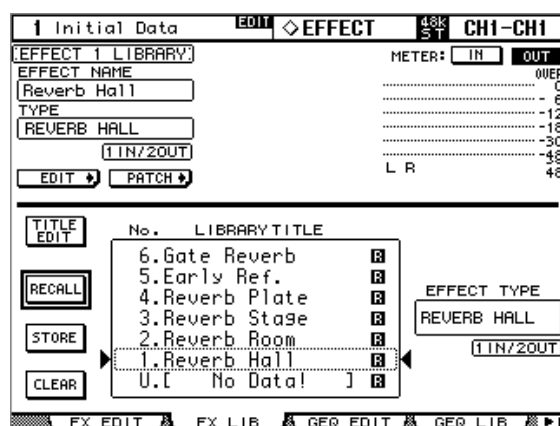 1 Initial Data EDIT ◇EFFECT 48k ST CH1-CH1
EFFECT 1 LIBRARY
METER: IN OUT
EFFECT NAME
Reverb Hall
TYPE
REVERB HALL
1IN/2OUT
EDIT PATCH
OVER
0
- 6
-12
-18
-30
-48
L R
TITLE EDIT
RECALL
STORE
CLEAR
No. LIBRARY TITLE
6.Gate Reverb R
5.Early Ref. R
4.Reverb Plate R
3.Reverb Stage R
2.Reverb Room R
1.Reverb Hall R
U.[ No Data! ] R
EFFECT TYPE
REVERB HALL
1IN/2OUT
FX EDIT FX LIB GEQ EDIT GEQ LIB